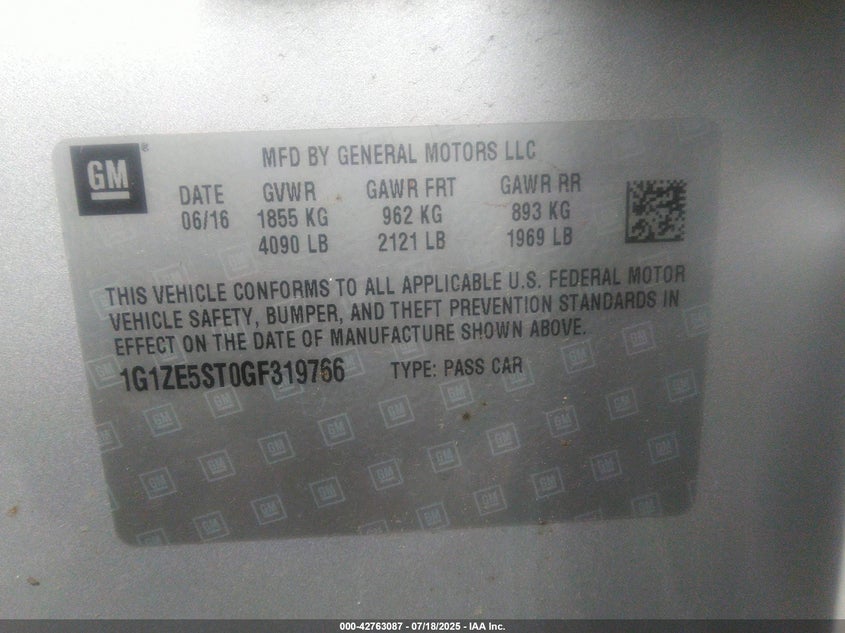 GM®
MFD BY GENERAL MOTORS LLC
DATE GVWR GAWR FRT GAWR RR
06/16 1855 KG 962 KG 893 KG
4090 LB 2121 LB 1969 LB
THIS VEHICLE CONFORMS TO ALL APPLICABLE U.S. FEDERAL MOTOR
VEHICLE SAFETY, BUMPER, AND THEFT PREVENTION STANDARDS IN
EFFECT ON THE DATE OF MANUFACTURE SHOWN ABOVE.
1G1ZE5ST0GF319766 TYPE: PASS CAR
000-42763087 - 07/18/2025 - IAA Inc.